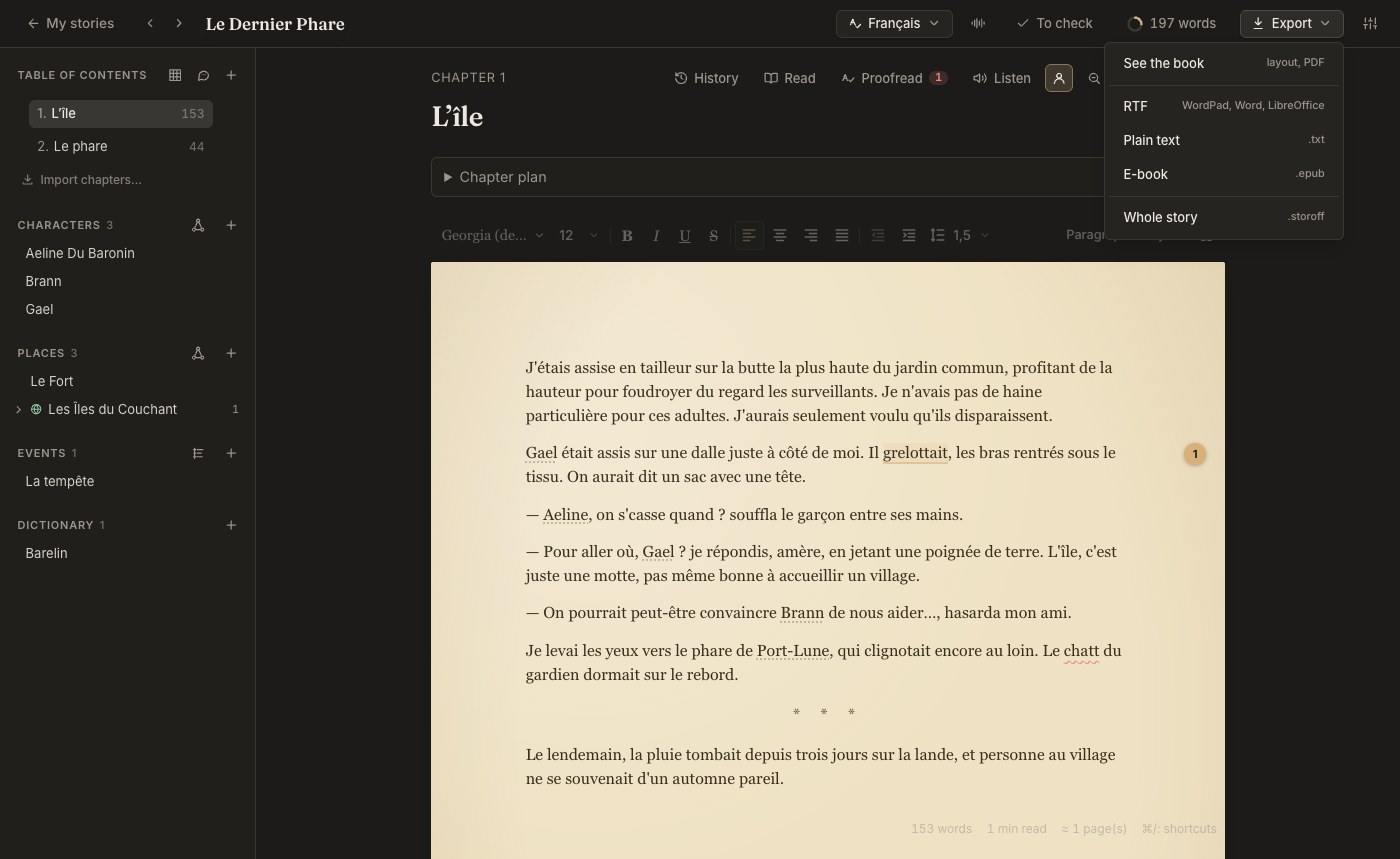 My stories
Le Dernier Phare
Français
To check
197 words
Export
TABLE OF CONTENTS
1. L'île 153
2. Le phare 44
Import chapters...
CHARACTERS 3
Aeline Du Baronin
Brann
Gael
PLACES 3
Le Fort
Les Îles du Couchant 1
EVENTS 1
La tempête
DICTIONARY 1
Barelin
CHAPTER 1
History
Read
Proofread 1
Listen
L'île
Chapter plan
Georgia (de...
12
B I U S
1,5
See the book layout, PDF
RTF WordPad, Word, LibreOffice
Plain text .txt
E-book .epub
Whole story .storoff
J'étais assise en tailleur sur la butte la plus haute du jardin commun, profitant de la
hauteur pour foudroyer du regard les surveillants. Je n'avais pas de haine
particulière pour ces adultes. J'aurais seulement voulu qu'ils disparaissent.
Gael était assis sur une dalle juste à côté de moi. Il grelottait, les bras rentrés sous le
1
tissu. On aurait dit un sac avec une tête.
— Aeline, on s'casse quand ? souffla le garçon entre ses mains.
— Pour aller où, Gael ? je répondis, amère, en jetant une poignée de terre. L'île, c'est
juste une motte, pas même bonne à accueillir un village.
— On pourrait peut-être convaincre Brann de nous aider…, hasarda mon ami.
Je levai les yeux vers le phare de Port-Lune, qui clignotait encore au loin. Le chatt du
gardien dormait sur le rebord.
* * *
Le lendemain, la pluie tombait depuis trois jours sur la lande, et personne au village
ne se souvenait d'un automne pareil.
153 words 1 min read ≈ 1 page(s) ⌘/: shortcuts